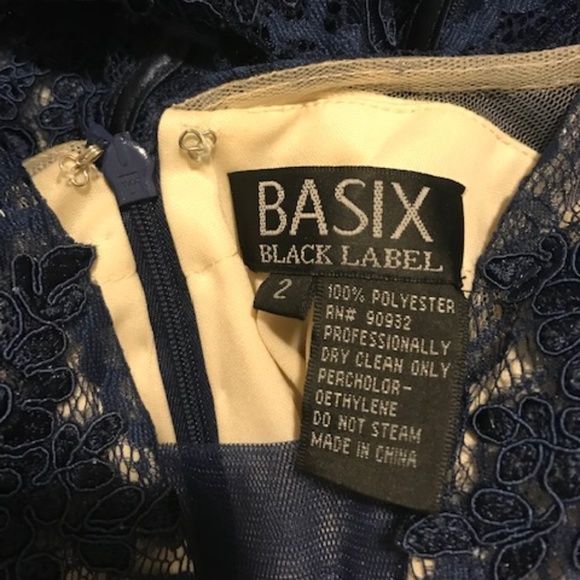 BASIX
BLACK LABEL
2
100% POLYESTER
RN# 90932
PROFESSIONALLY
DRY CLEAN ONLY
PERCHOLOR-
OETHYLENE
DO NOT STEAM
MADE IN CHINA